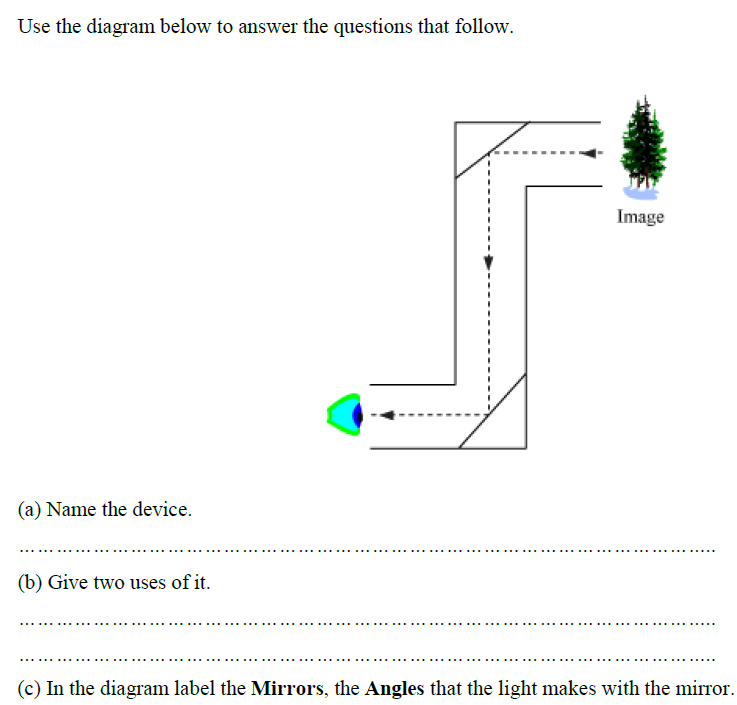 Use the diagram below to answer the questions that follow.
Image
(a) Name the device.
……………………………………………………………………………………………………..
(b) Give two uses of it.
……………………………………………………………………………………………………..
……………………………………………………………………………………………………..
(c) In the diagram label the Mirrors, the Angles that the light makes with the mirror.